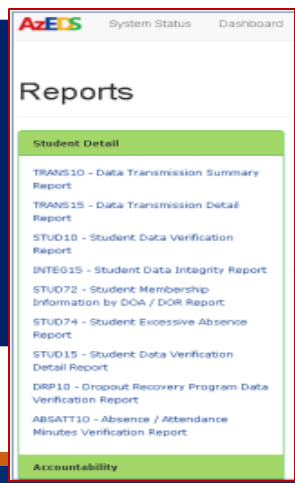 AzEDS System Status Dashboard
Reports
Student Detail
TRANS10 - Data Transmission Summary
Report
TRANS15 - Data Transmission Detail
Report
STUD10 - Student Data Verification
Report
INTEG15 - Student Data Integrity Report
STUD72 - Student Membership
Information by DOA / DOR Report
STUD74 - Student Excessive Absence
Report
STUD15 - Student Data Verification
Detail Report
DRP10 - Dropout Recovery Program Data
Verification Report
ABSATT10 - Absence / Attendance
Minutes Verification Report
Accountability